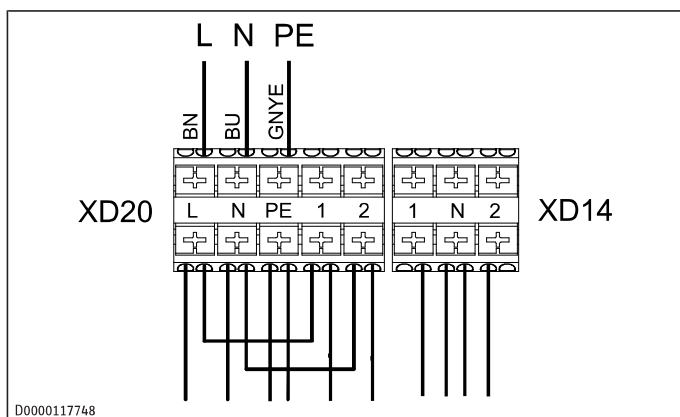 L N PE
BN BU GNYE
XD20 L N PE 1 2 1 N 2 XD14
D0000117748